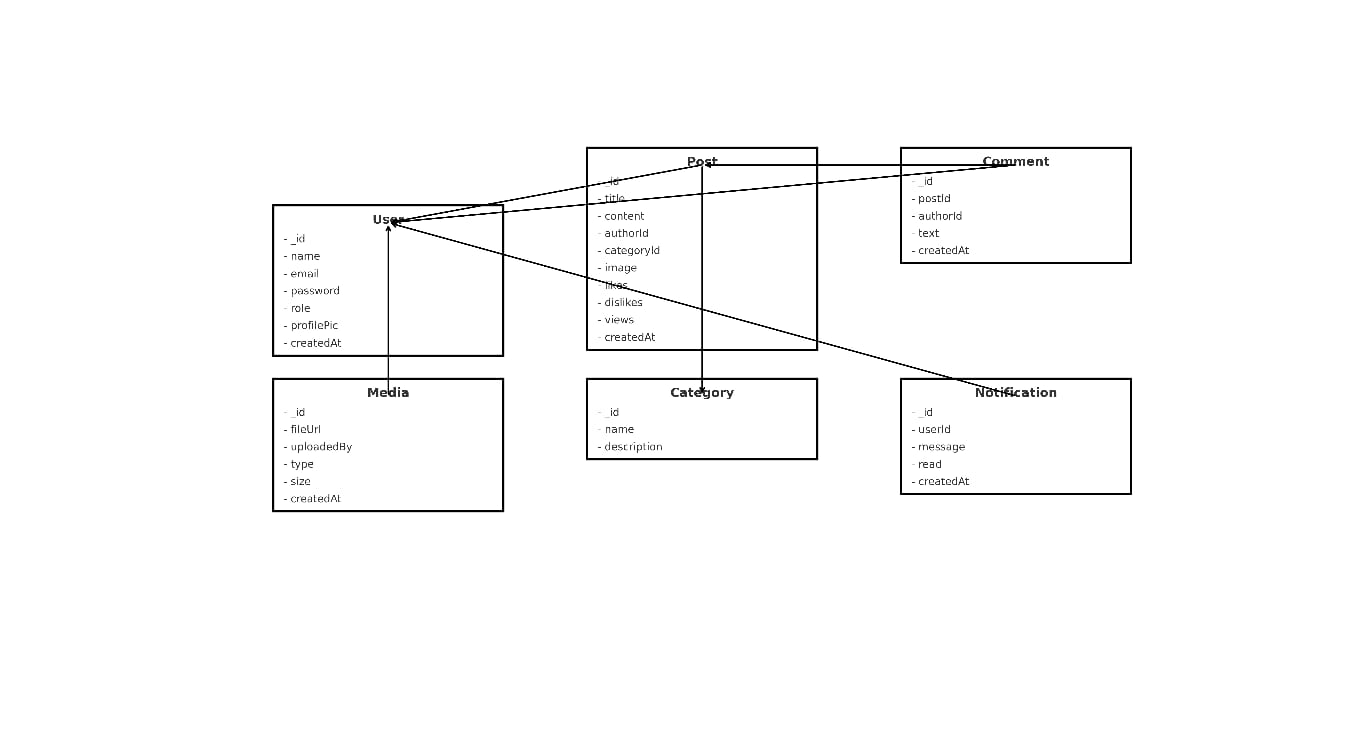 User
- _id
- name
- email
- password
- role
- profilePic
- createdAt
Post
- _id
- title
- content
- authorId
- categoryId
- image
- likes
- dislikes
- views
- createdAt
Comment
- _id
- postId
- authorId
- text
- createdAt
Media
- _id
- fileUrl
- uploadedBy
- type
- size
- createdAt
Category
- _id
- name
- description
Notification
- _id
- userId
- message
- read
- createdAt